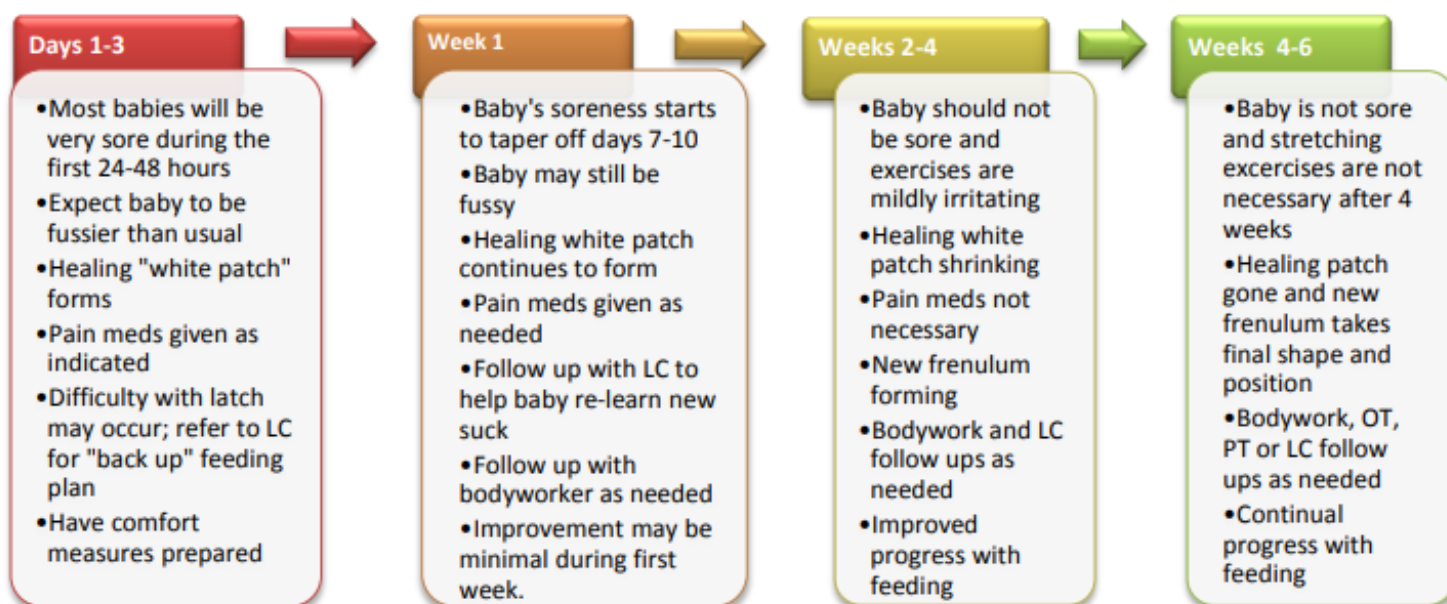 Days 1-3
•Most babies will be
very sore during the
first 24-48 hours
•Expect baby to be
fussier than usual
•Healing "white patch"
forms
•Pain meds given as
indicated
•Difficulty with latch
may occur; refer to LC
for "back up" feeding
plan
•Have comfort
measures prepared
Week 1
•Baby's soreness starts
to taper off days 7-10
•Baby may still be
fussy
•Healing white patch
continues to form
•Pain meds given as
needed
•Follow up with LC to
help baby re-learn new
suck
•Follow up with
bodyworker as needed
•Improvement may be
minimal during first
week.
Weeks 2-4
•Baby should not
be sore and
exercises are
mildly irritating
•Healing white
patch shrinking
•Pain meds not
necessary
•New frenulum
forming
•Bodywork and LC
follow ups as
needed
•Improved
progress with
feeding
Weeks 4-6
•Baby is not sore
and stretching
excercises are not
necessary after 4
weeks
•Healing patch
gone and new
frenulum takes
final shape and
position
•Bodywork, OT,
PT or LC follow
ups as needed
•Continual
progress with
feeding